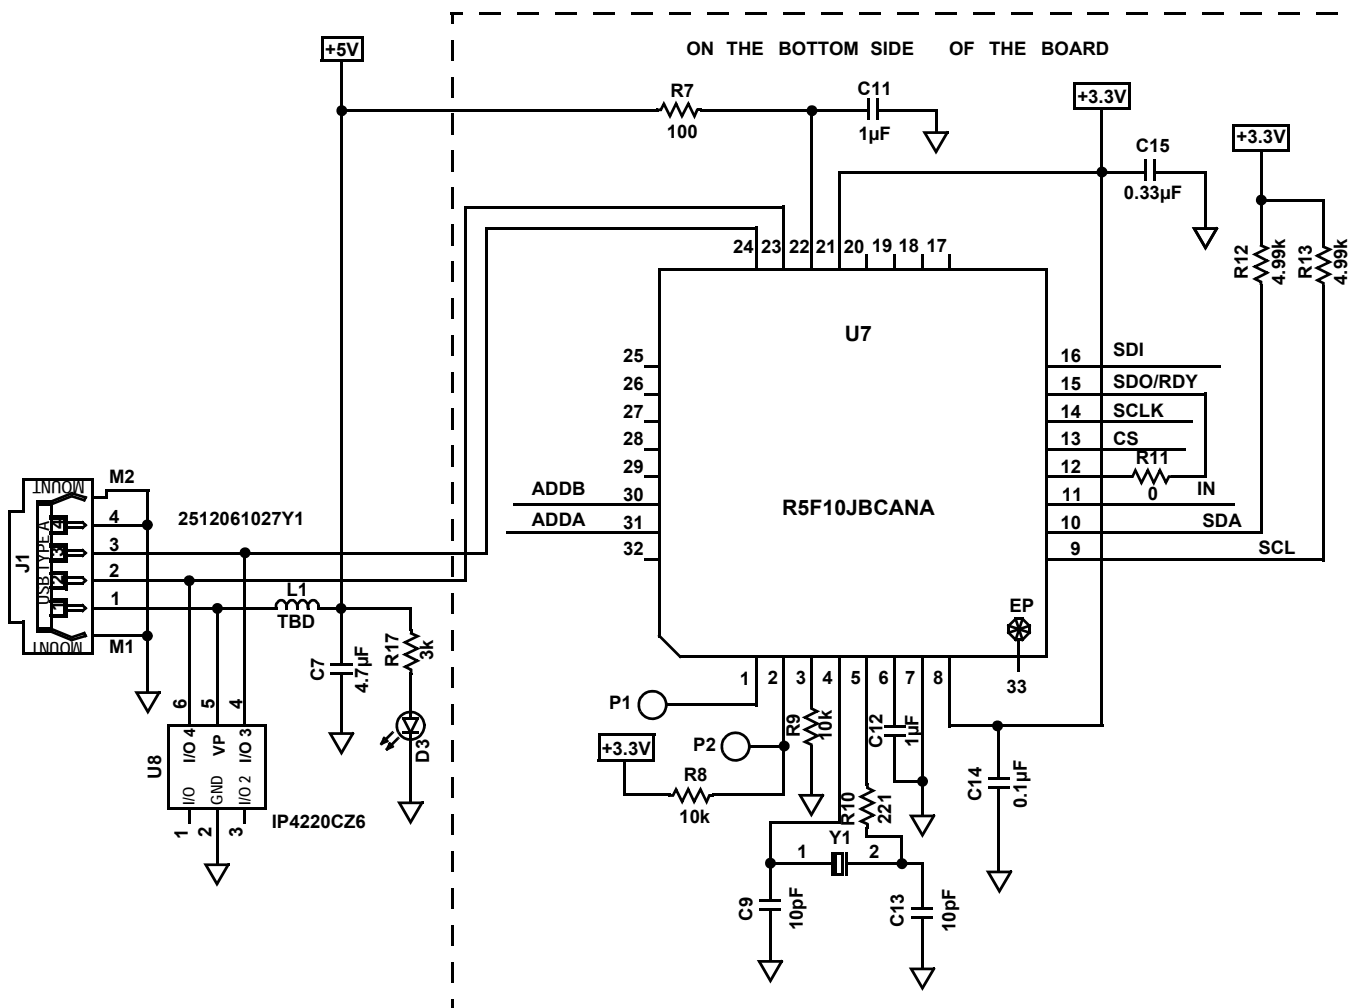 ON THE BOTTOM SIDE OF THE BOARD
+5V
R7
100
C11
1µF
+3.3V
C15
0.33µF
+3.3V
R12
4.99k
R13
4.99k
24 23 22 21 20 19 18 17
U7
R5F10JBCANA
25
26
27
28
29
30
31
32
ADDB
ADDA
16 SDI
15 SDO/RDY
14 SCLK
13 CS
12
R11
0
11 IN
10 SDA
9 SCL
EP
33
1 2 3 4 5 6 7 8
J1
MOUNT
USB TYPE A
4
3
2
1
MOUNT
M2
4
3
2
1
M1
2512061027Y1
L1
TBD
C7
4.7µF
R17
3k
D3
6 5 4
I/O 4 VP I/O 3
U8
I/O GND I/O 2
1 2 3
IP4220CZ6
P1
P2
+3.3V
R8
10k
R9
10k
C12
1µF
R10
221
Y1
1 2
C9
10pF
C13
10pF
C14
0.1µF